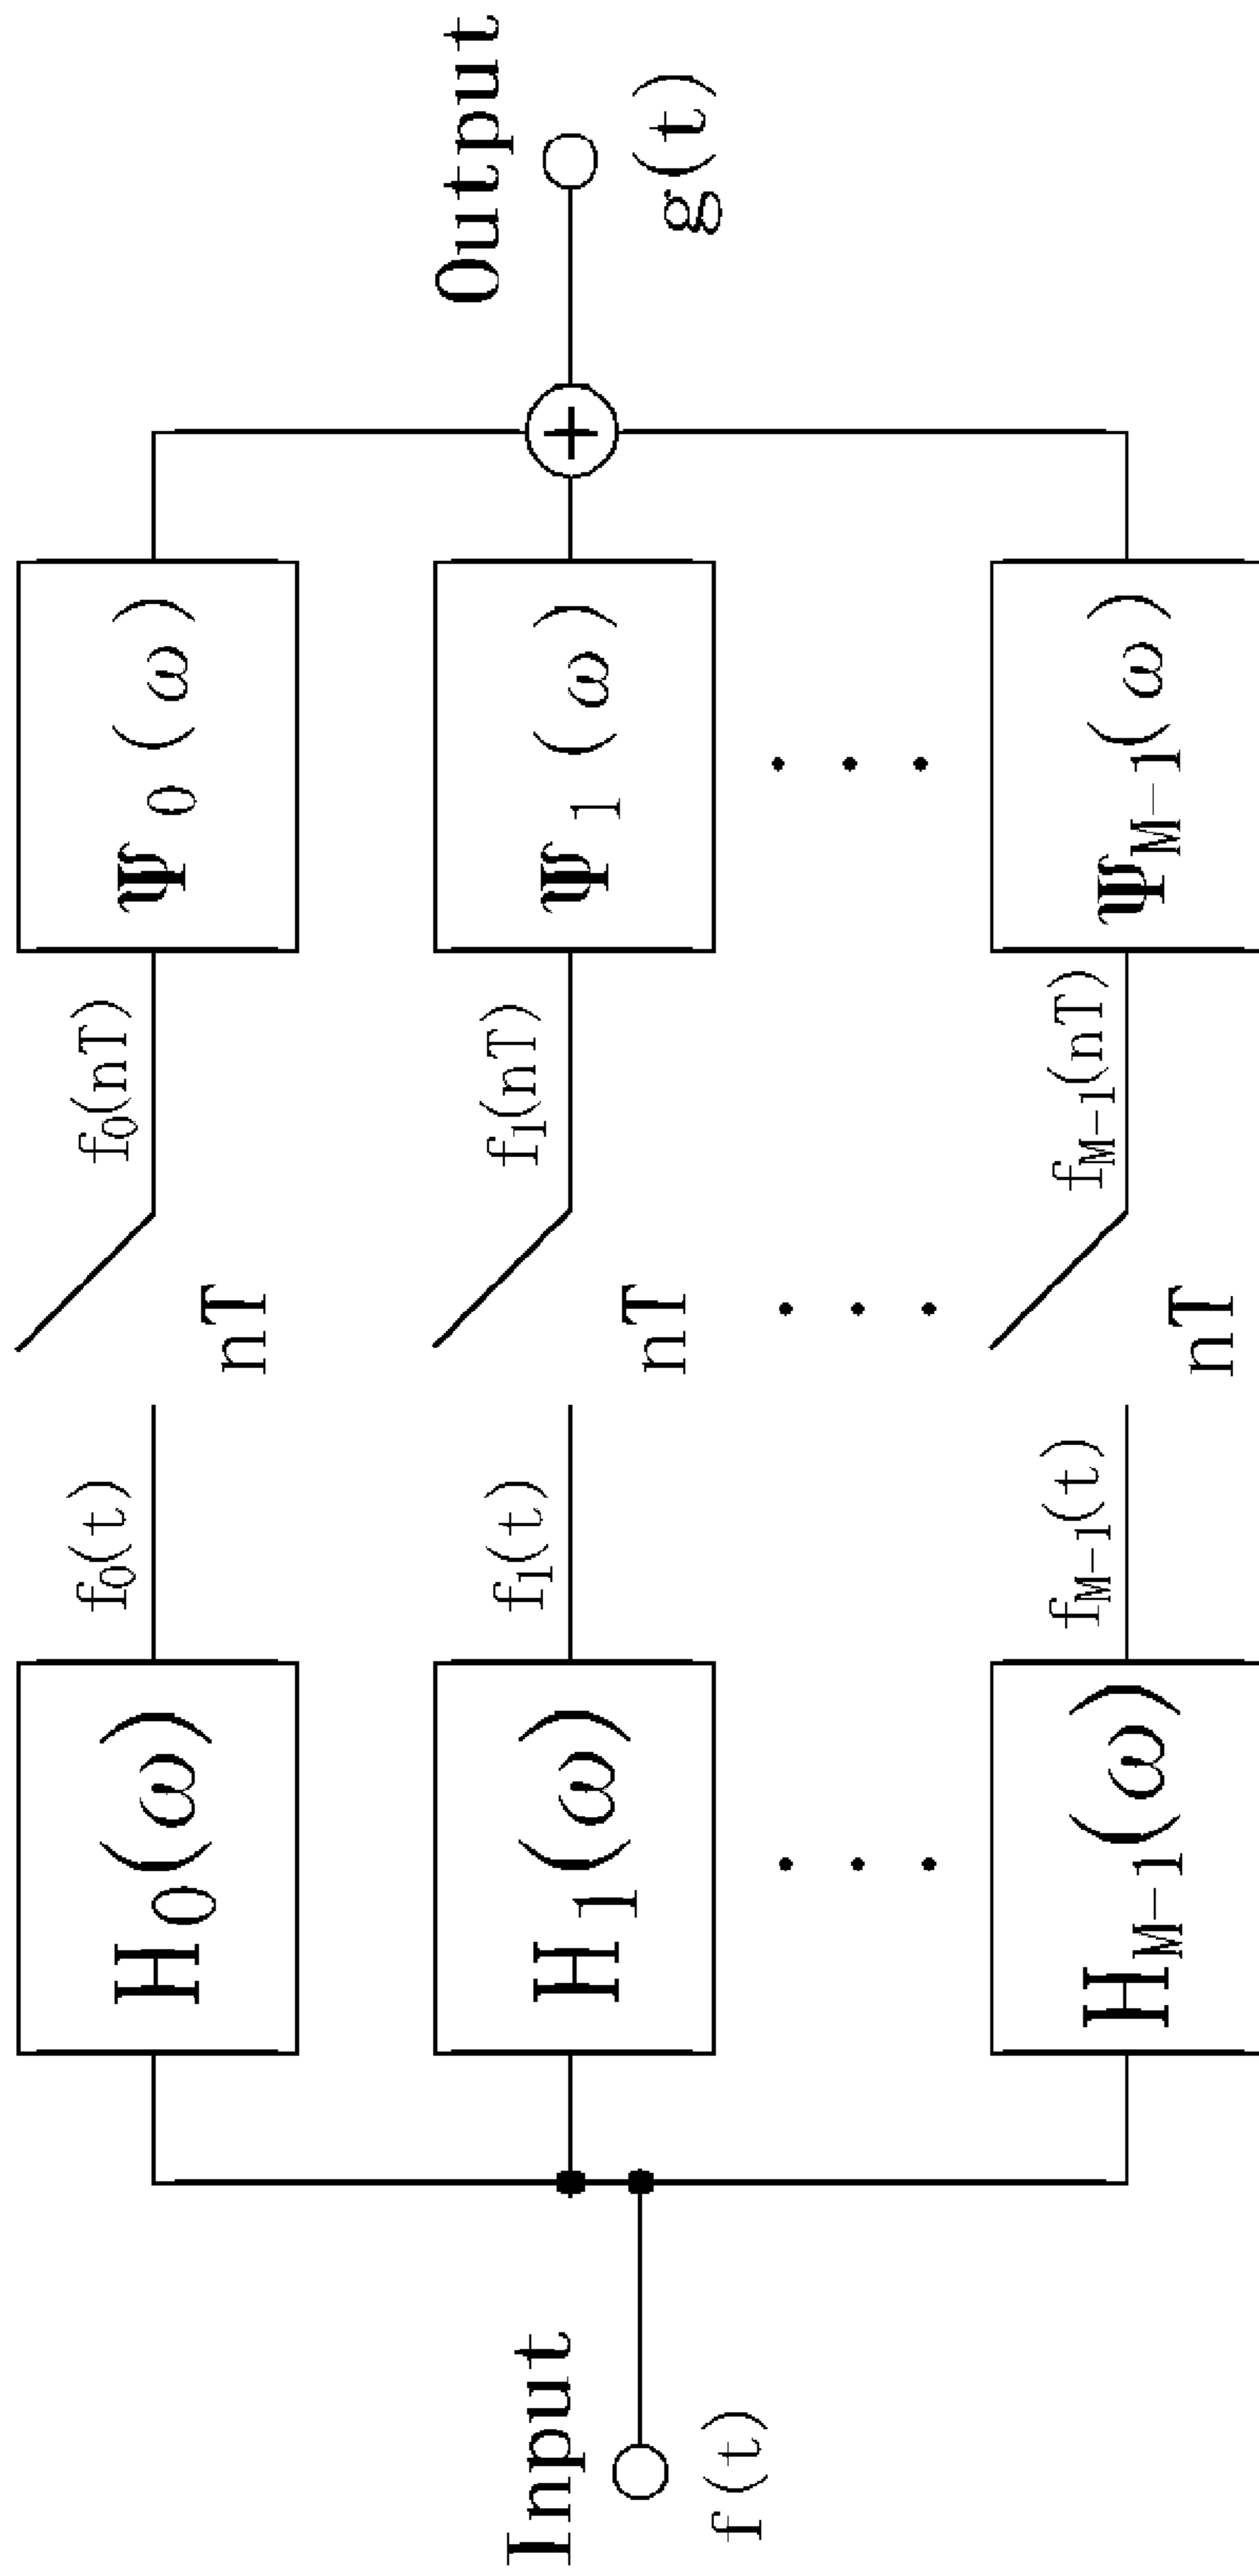 Input
f(t)
H0(ω)
f0(t)
nT
f0(nT)
Ψ0(ω)
H1(ω)
f1(t)
nT
f1(nT)
Ψ1(ω)
HM-1(ω)
fM-1(t)
nT
fM-1(nT)
ΨM-1(ω)
+
Output
g(t)